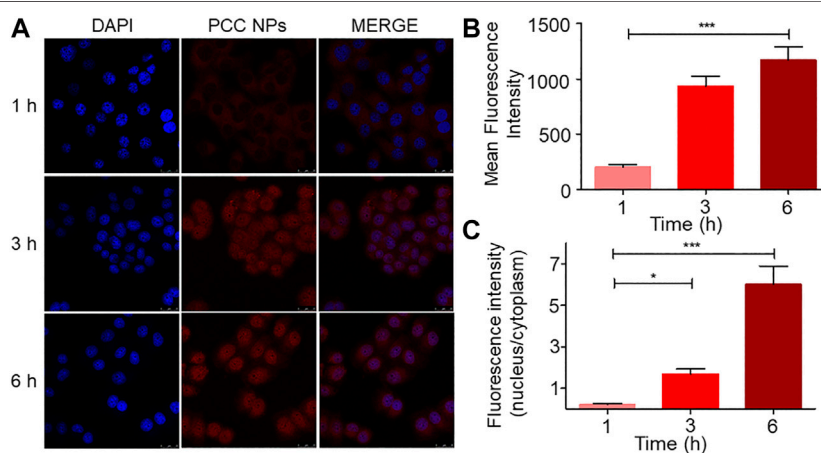 A
DAPI
PCC NPs
MERGE
1 h
3 h
6 h
B
Mean Fluorescence
Intensity
1500
1000
500
0
***
1
3
6
Time (h)
C
Fluorescence intensity
(nucleus/cytoplasm)
7
5
3
1
***
*
1
3
6
Time (h)